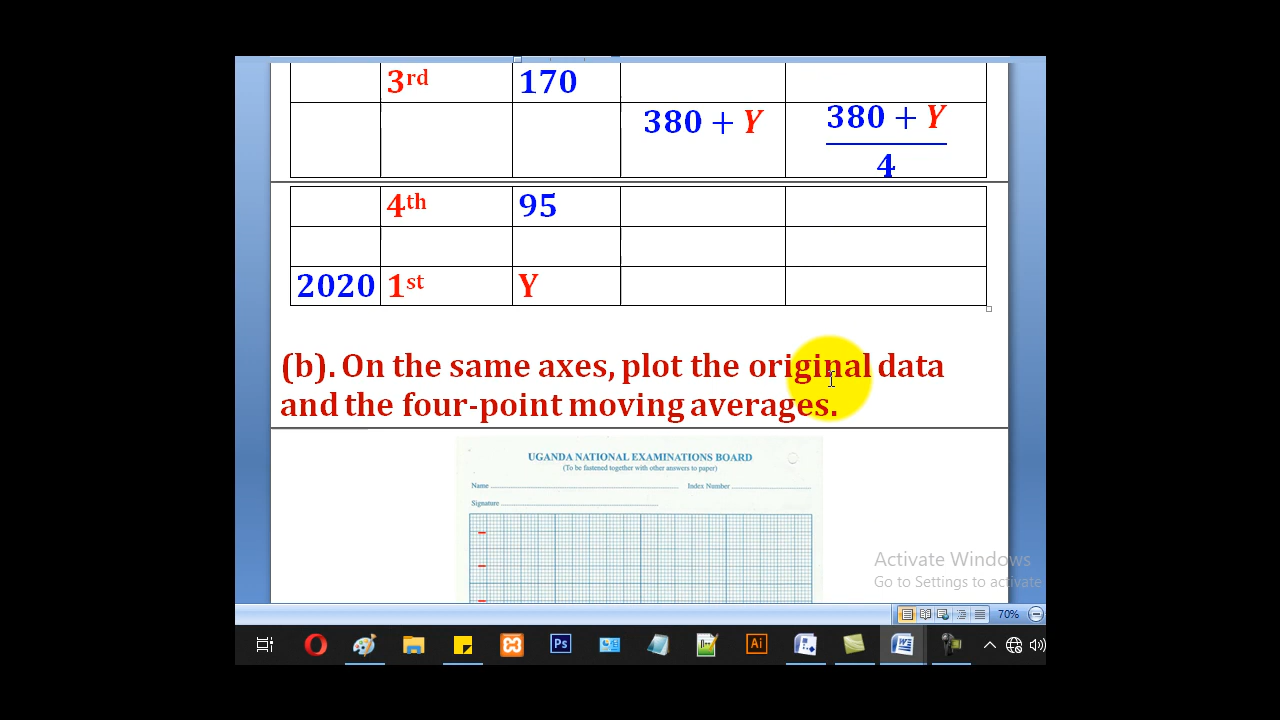 3rd 170
380 + Y 380 + Y
4
4th 95
2020 1st Y
(b). On the same axes, plot the original data
and the four-point moving averages.
UGANDA NATIONAL EXAMINATIONS BOARD
(To be fastened together with other answers to paper)
Name Index Number
Signature
Activate Windows
Go to Settings to activate
70%
Ps
Ai